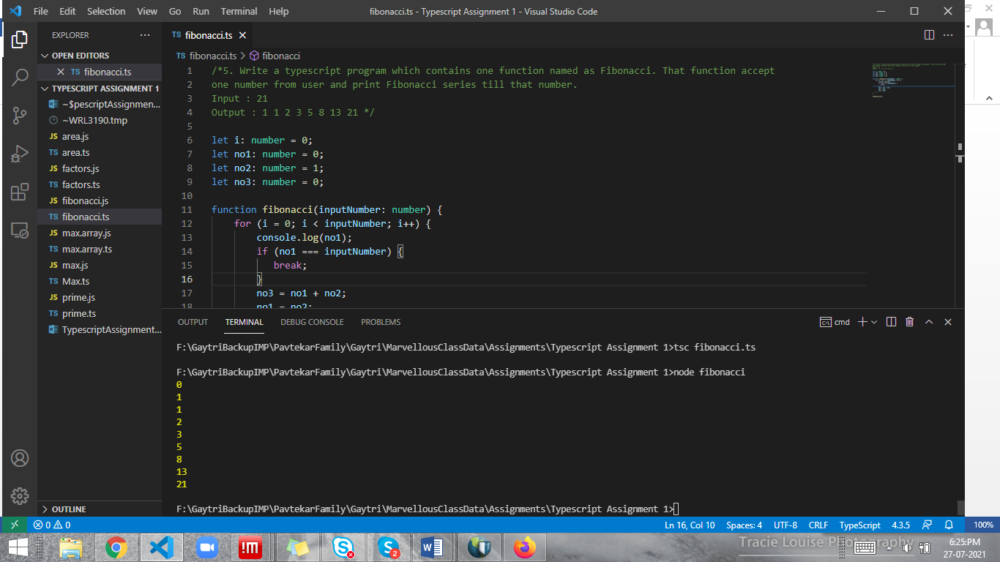 File Edit Selection View Go Run Terminal Help
fibonacci.ts - Typescript Assignment 1 - Visual Studio Code
EXPLORER
OPEN EDITORS
TS fibonacci.ts
TYPESCRIPT ASSIGNMENT 1
~$pescriptAssignmen...
~WRL3190.tmp
JS area.js
TS area.ts
JS factors.js
TS factors.ts
JS fibonacci.js
TS fibonacci.ts
JS max.array.js
TS max.array.ts
JS max.js
TS Max.ts
JS prime.js
TS prime.ts
TypescriptAssignment...
OUTLINE
TS fibonacci.ts
TS fibonacci.ts > fibonacci
1 /*5. Write a typescript program which contains one function named as Fibonacci. That function accept
2 one number from user and print Fibonacci series till that number.
3 Input : 21
4 Output : 1 1 2 3 5 8 13 21 */
5
6 let i: number = 0;
7 let no1: number = 0;
8 let no2: number = 1;
9 let no3: number = 0;
10
11 function fibonacci(inputNumber: number) {
12 for (i = 0; i < inputNumber; i++) {
13 console.log(no1);
14 if (no1 === inputNumber) {
15 break;
16 }
17 no3 = no1 + no2;
18 no1 = no2;
OUTPUT TERMINAL DEBUG CONSOLE PROBLEMS
cmd
F:\GaytriBackupIMP\PavtekarFamily\Gaytri\MarvellousClassData\Assignments\Typescript Assignment 1>tsc fibonacci.ts
F:\GaytriBackupIMP\PavtekarFamily\Gaytri\MarvellousClassData\Assignments\Typescript Assignment 1>node fibonacci
0
1
1
2
3
5
8
13
21
F:\GaytriBackupIMP\PavtekarFamily\Gaytri\MarvellousClassData\Assignments\Typescript Assignment 1>
0 0
Ln 16, Col 10 Spaces: 4 UTF-8 CRLF TypeScript 4.3.5
100%
!m
S
S 2
W
Tracie Louise Photography
6:25 PM
27-07-2021